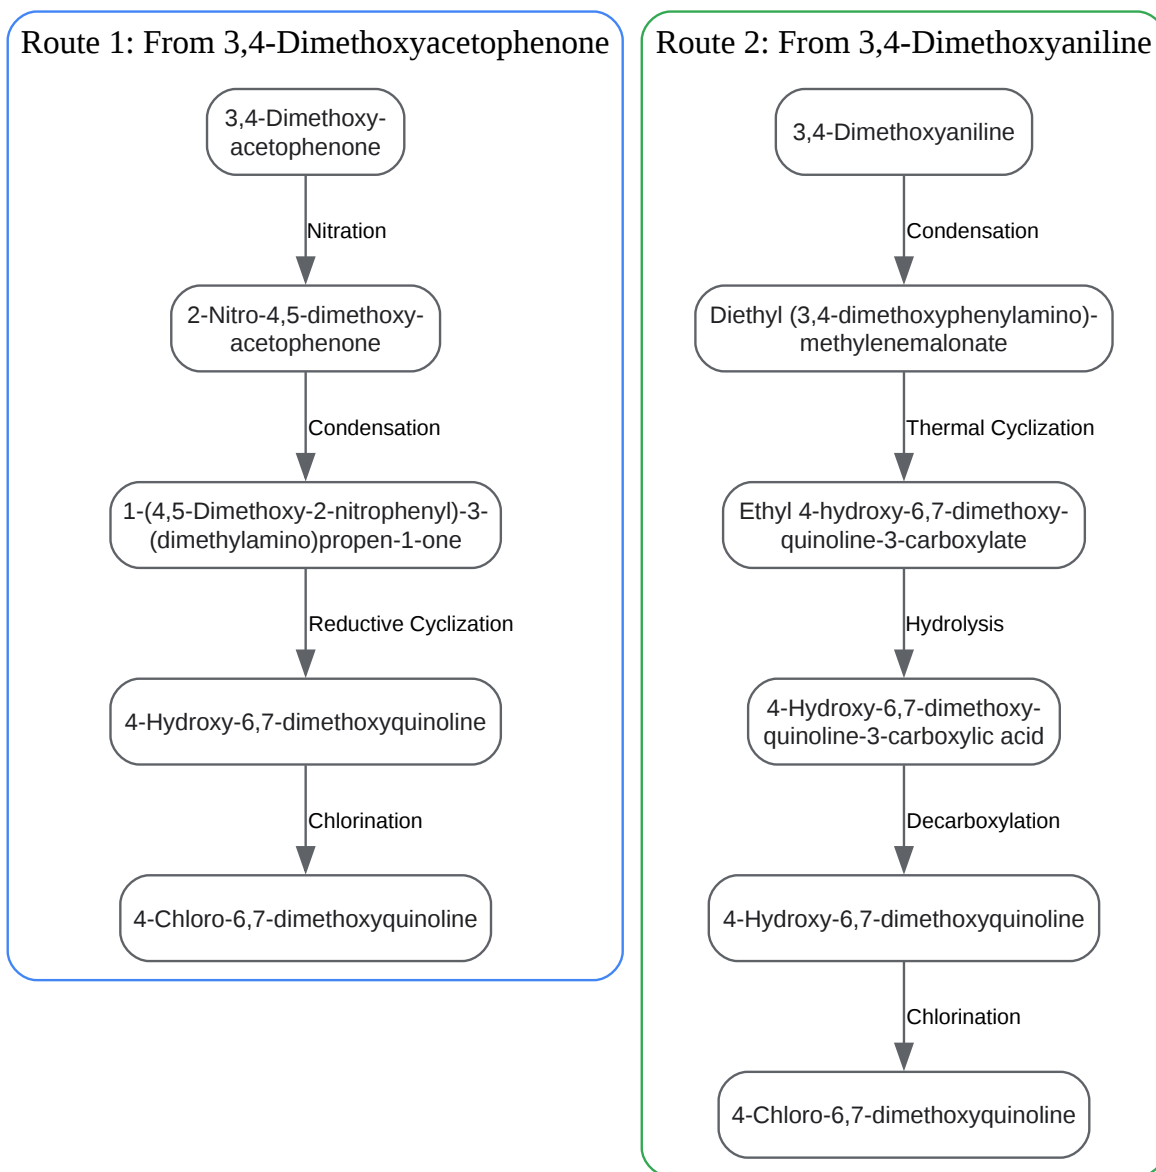 Route 1: From 3,4-Dimethoxyacetophenone
3,4-Dimethoxy-
acetophenone
Nitration
2-Nitro-4,5-dimethoxy-
acetophenone
Condensation
1-(4,5-Dimethoxy-2-nitrophenyl)-3-
(dimethylamino)propen-1-one
Reductive Cyclization
4-Hydroxy-6,7-dimethoxyquinoline
Chlorination
4-Chloro-6,7-dimethoxyquinoline
Route 2: From 3,4-Dimethoxyaniline
3,4-Dimethoxyaniline
Condensation
Diethyl (3,4-dimethoxyphenylamino)-
methylenemalonate
Thermal Cyclization
Ethyl 4-hydroxy-6,7-dimethoxy-
quinoline-3-carboxylate
Hydrolysis
4-Hydroxy-6,7-dimethoxy-
quinoline-3-carboxylic acid
Decarboxylation
4-Hydroxy-6,7-dimethoxyquinoline
Chlorination
4-Chloro-6,7-dimethoxyquinoline